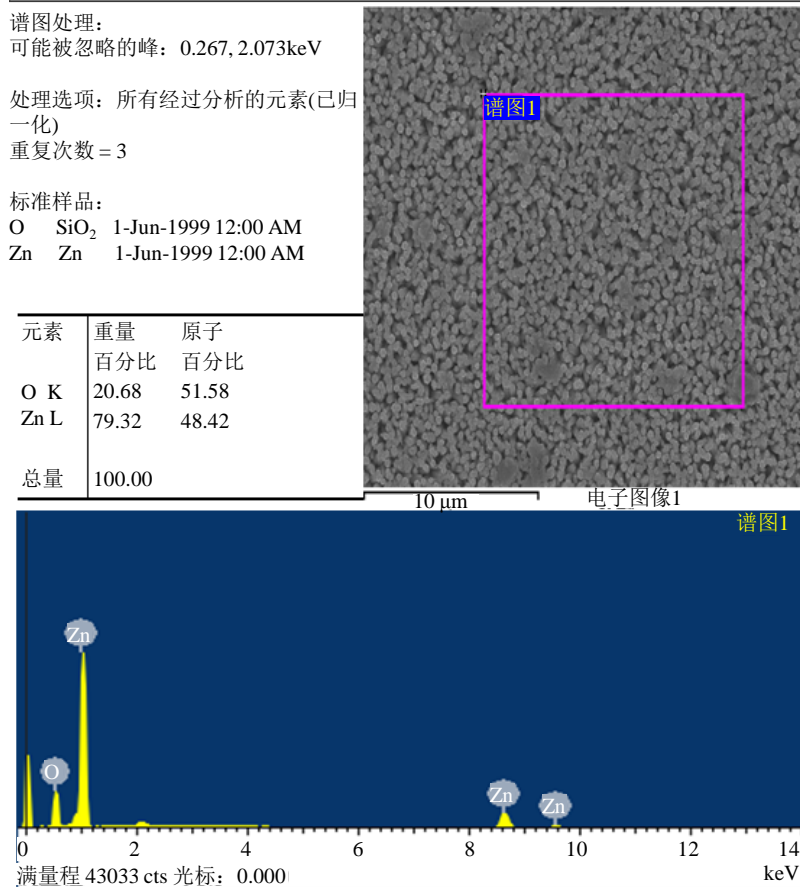 谱图处理：
可能被忽略的峰：0.267, 2.073keV
处理选项：所有经过分析的元素(已归
一化)
重复次数 = 3
标准样品：
O SiO₂ 1-Jun-1999 12:00 AM
Zn Zn 1-Jun-1999 12:00 AM
元素 重量 原子
百分比 百分比
O K 20.68 51.58
Zn L 79.32 48.42
总量 100.00
谱图1
10 μm 电子图像1
谱图1
Zn
O
Zn
Zn
0 2 4 6 8 10 12 14
满量程 43033 cts 光标：0.000 keV